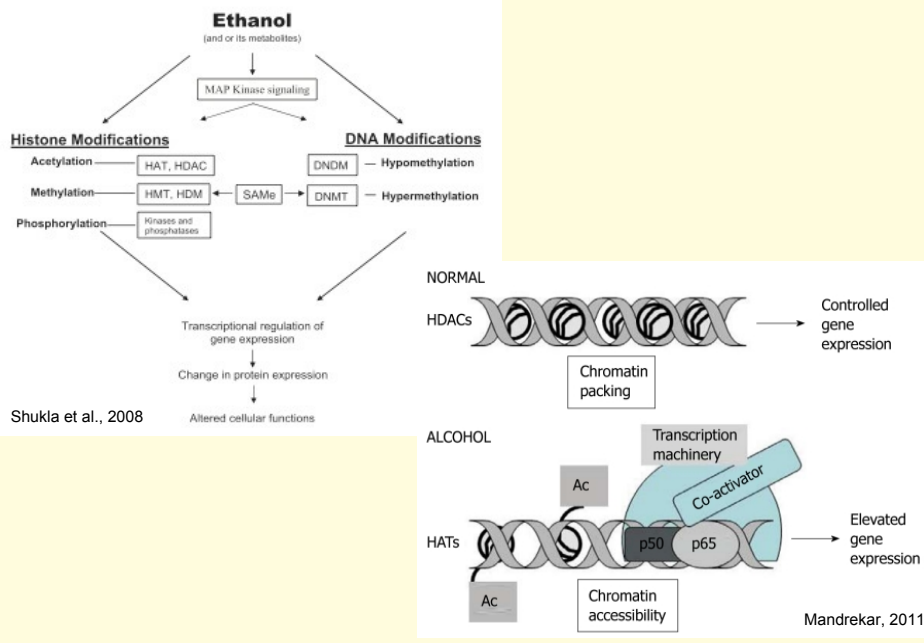 Ethanol
(and or its metabolites)
MAP Kinase signaling
Histone Modifications
DNA Modifications
Acetylation
HAT, HDAC
DNDM
Hypomethylation
Methylation
HMT, HDM
SAMe
DNMT
Hypermethylation
Phosphorylation
Kinases and
phosphatases
Transcriptional regulation of
gene expression
Change in protein expression
Altered cellular functions
Shukla et al., 2008
NORMAL
HDACs
Controlled
gene
expression
Chromatin
packing
ALCOHOL
Transcription
machinery
Co-activator
Ac
HATs
p50
p65
Elevated
gene
expression
Ac
Chromatin
accessibility
Mandrekar, 2011